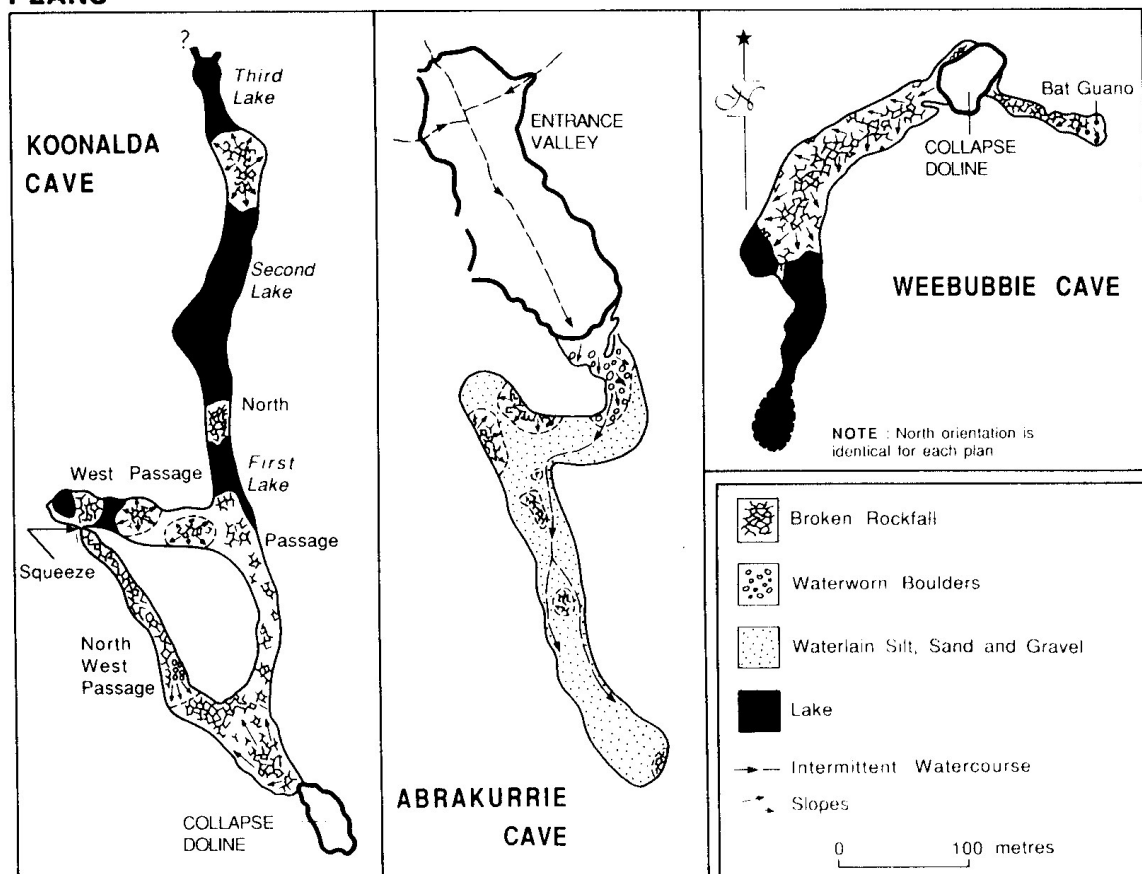 PLANS
?
Third
Lake
KOONALDA
CAVE
Second
Lake
North
First
Lake
West Passage
Passage
Squeeze
North
West
Passage
COLLAPSE
DOLINE
ENTRANCE
VALLEY
ABRAKURRIE
CAVE
Bat Guano
COLLAPSE
DOLINE
WEEBUBBIE CAVE
NOTE : North orientation is
identical for each plan
Broken Rockfall
Waterworn Boulders
Waterlain Silt, Sand and Gravel
Lake
Intermittent Watercourse
Slopes
0 100 metres